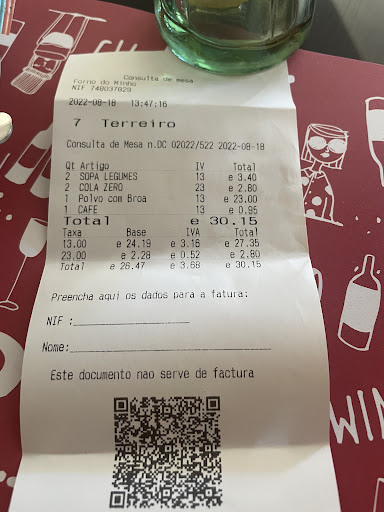 Consulta de mesa
Forno do Minho
NIF 748037829
2022-08-18 13:47:16
7 Terreiro
Consulta de Mesa n.DC 02022/522 2022-08-18
Qt Artigo IV Total
2 SOPA LEGUMES 13 e 3.40
2 COLA ZERO 23 e 2.80
1 Polvo com Broa 13 e 23.00
1 CAFE 13 e 0.95
Total e 30.15
Taxa Base IVA Total
13.00 e 24.19 e 3.16 e 27.35
23.00 e 2.28 e 0.52 e 2.80
Total e 26.47 e 3.68 e 30.15
Preencha aqui os dados para a fatura:
NIF :
Nome:
Este documento nao serve de factura
WIN